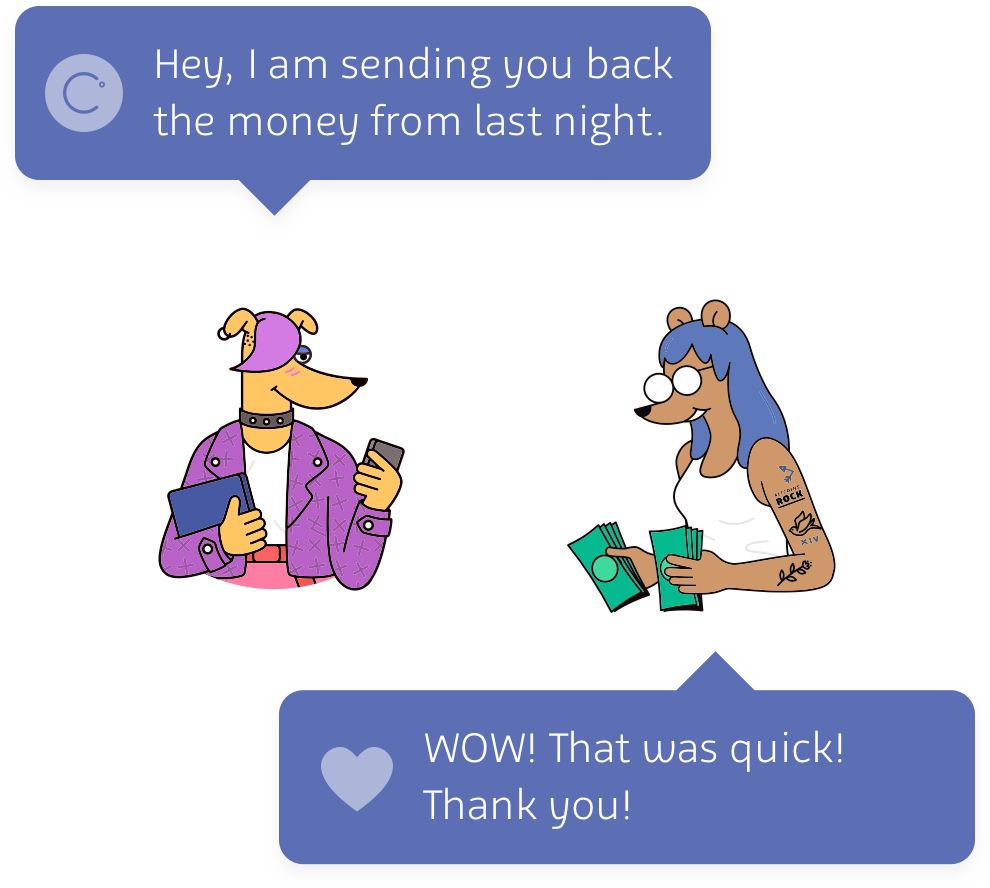 Hey, I am sending you back
the money from last night.
ROCK
XIV
WOW! That was quick!
Thank you!